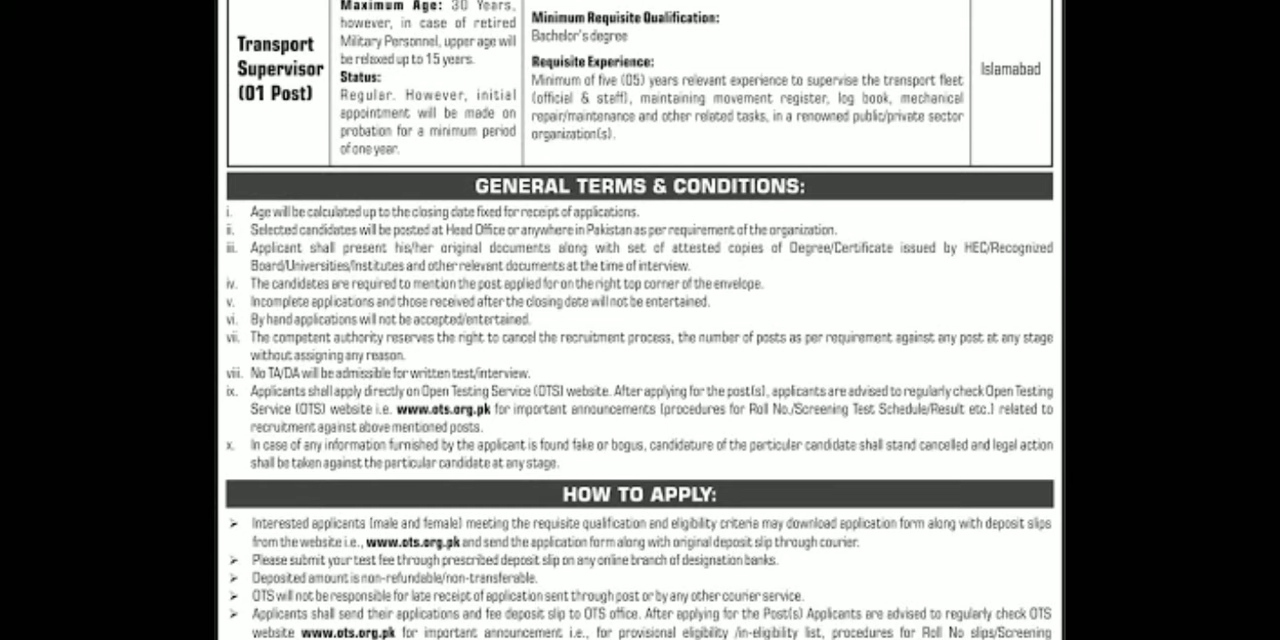 Transport
Supervisor
(01 Post)
Maximum Age: 30 Years,
however, in case of retired
Military Personnel, upper age will
be relaxed up to 15 years.
Status:
Regular. However, initial
appointment will be made on
probation for a minimum period
of one year.
Minimum Requisite Qualification:
Bachelor's degree
Requisite Experience:
Minimum of five (05) years relevant experience to supervise the transport fleet
(official & staff), maintaining movement register, log book, mechanical
repair/maintenance and other related tasks, in a renowned public/private sector
organization(s).
Islamabad
GENERAL TERMS & CONDITIONS:
i. Age will be calculated up to the closing date fixed for receipt of applications.
ii. Selected candidates will be posted at Head Office or anywhere in Pakistan as per requirement of the organization.
iii. Applicant shall present his/her original documents along with set of attested copies of Degree/Certificate issued by HEC/Recognized
Board/Universities/Institutes and other relevant documents at the time of interview.
iv. The candidates are required to mention the post applied for on the right top corner of the envelope.
v. Incomplete applications and those received after the closing date will not be entertained.
vi. By hand applications will not be accepted/entertained.
vii. The competent authority reserves the right to cancel the recruitment process, the number of posts as per requirement against any post at any stage
without assigning any reason.
viii. No TA/DA will be admissible for written test/interview.
ix. Applicants shall apply directly on Open Testing Service (OTS) website. After applying for the post(s), applicants are advised to regularly check Open Testing
Service (OTS) website i.e. www.ots.org.pk for important announcements (procedures for Roll No./Screening Test Schedule/Result etc.) related to
recruitment against above mentioned posts.
x. In case of any information furnished by the applicant is found fake or bogus, candidature of the particular candidate shall stand cancelled and legal action
shall be taken against the particular candidate at any stage.
HOW TO APPLY:
➢ Interested applicants (male and female) meeting the requisite qualification and eligibility criteria may download application form along with deposit slips
from the website i.e., www.ots.org.pk and send the application form along with original deposit slip through courier.
➢ Please submit your test fee through prescribed deposit slip on any online branch of designation banks.
➢ Deposited amount is non-refundable/non-transferable.
➢ OTS will not be responsible for late receipt of application sent through post or by any other courier service.
➢ Applicants shall send their applications and fee deposit slip to OTS office. After applying for the Post(s) Applicants are advised to regularly check OTS
website www.ots.org.pk for important announcement i.e., for provisional eligibility /in-eligibility list, procedures for Roll No slips/Screening